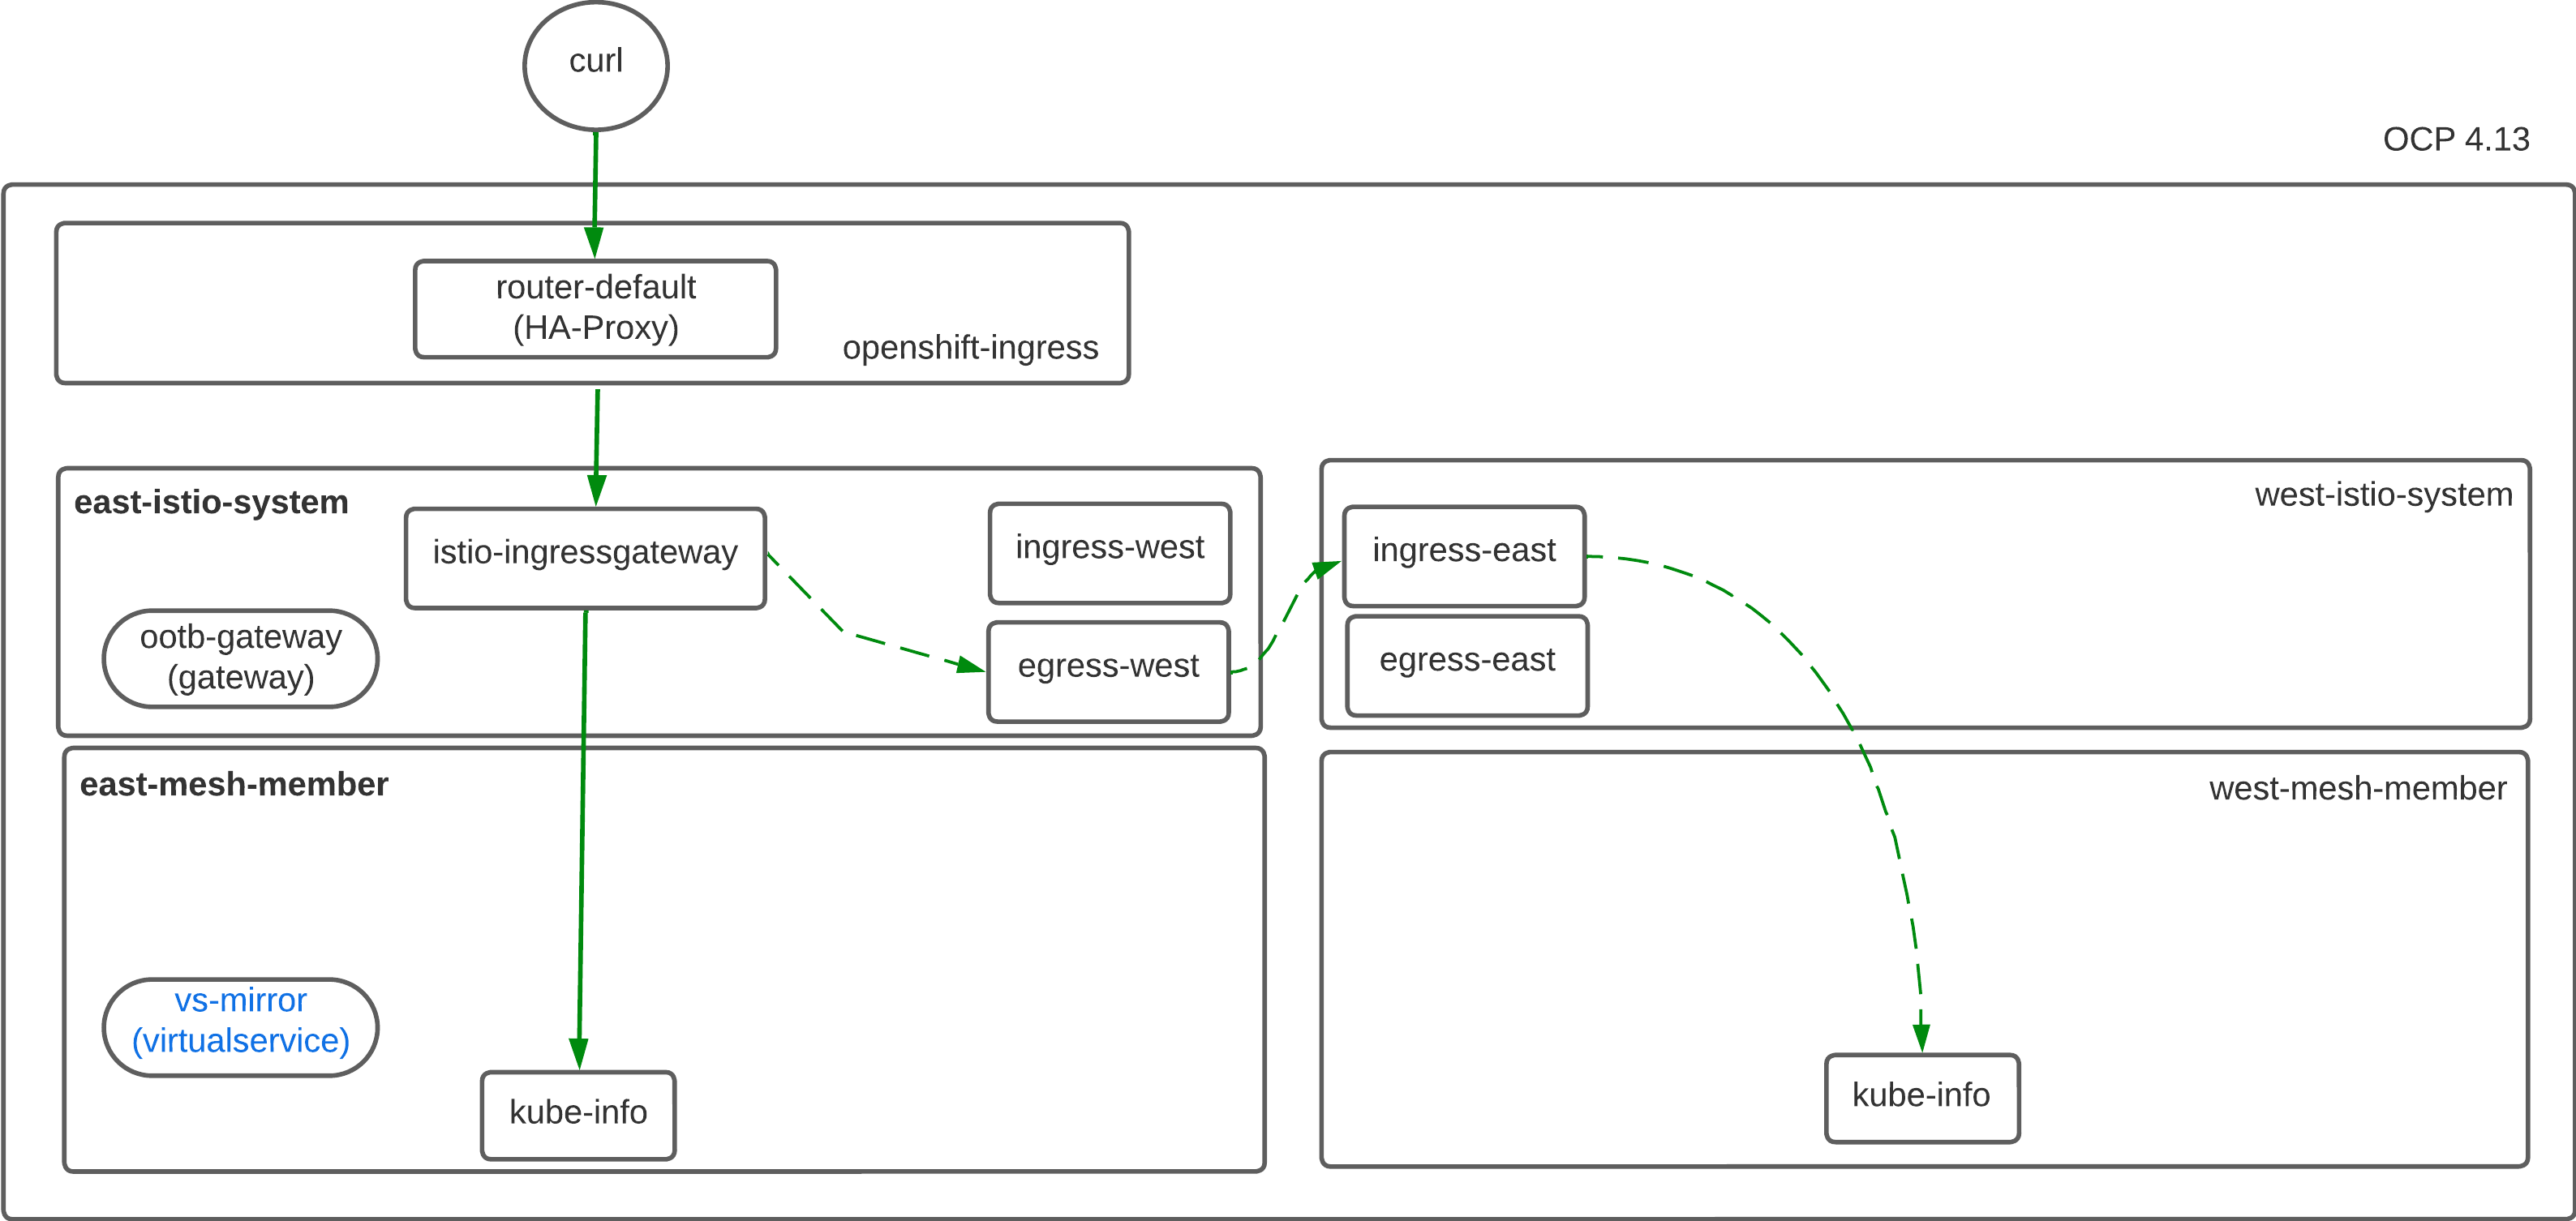 curl
OCP 4.13
router-default
(HA-Proxy)
openshift-ingress
east-istio-system
istio-ingressgateway
ingress-west
ootb-gateway
(gateway)
egress-west
west-istio-system
ingress-east
egress-east
east-mesh-member
vs-mirror
(virtualservice)
kube-info
west-mesh-member
kube-info